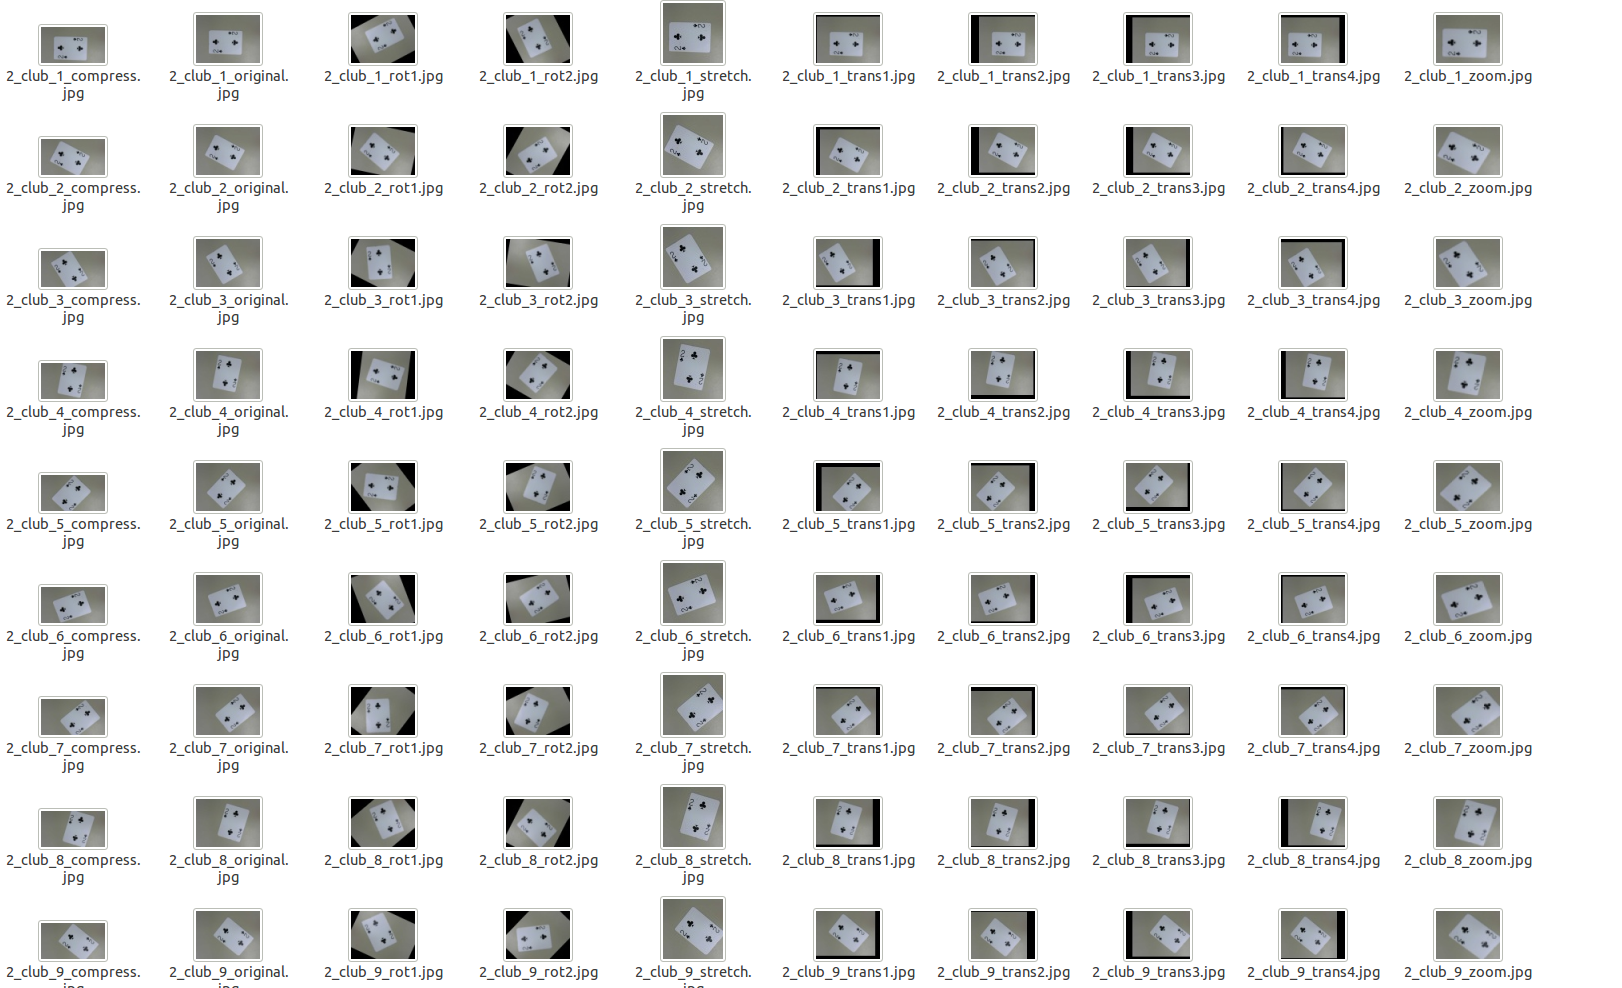 2_club_1_compress. 2_club_1_original. 2_club_1_rot1.jpg 2_club_1_rot2.jpg 2_club_1_stretch. 2_club_1_trans1.jpg 2_club_1_trans2.jpg 2_club_1_trans3.jpg 2_club_1_trans4.jpg 2_club_1_zoom.jpg
jpg jpg jpg
2_club_2_compress. 2_club_2_original. 2_club_2_rot1.jpg 2_club_2_rot2.jpg 2_club_2_stretch. 2_club_2_trans1.jpg 2_club_2_trans2.jpg 2_club_2_trans3.jpg 2_club_2_trans4.jpg 2_club_2_zoom.jpg
jpg jpg jpg
2_club_3_compress. 2_club_3_original. 2_club_3_rot1.jpg 2_club_3_rot2.jpg 2_club_3_stretch. 2_club_3_trans1.jpg 2_club_3_trans2.jpg 2_club_3_trans3.jpg 2_club_3_trans4.jpg 2_club_3_zoom.jpg
jpg jpg jpg
2_club_4_compress. 2_club_4_original. 2_club_4_rot1.jpg 2_club_4_rot2.jpg 2_club_4_stretch. 2_club_4_trans1.jpg 2_club_4_trans2.jpg 2_club_4_trans3.jpg 2_club_4_trans4.jpg 2_club_4_zoom.jpg
jpg jpg jpg
2_club_5_compress. 2_club_5_original. 2_club_5_rot1.jpg 2_club_5_rot2.jpg 2_club_5_stretch. 2_club_5_trans1.jpg 2_club_5_trans2.jpg 2_club_5_trans3.jpg 2_club_5_trans4.jpg 2_club_5_zoom.jpg
jpg jpg jpg
2_club_6_compress. 2_club_6_original. 2_club_6_rot1.jpg 2_club_6_rot2.jpg 2_club_6_stretch. 2_club_6_trans1.jpg 2_club_6_trans2.jpg 2_club_6_trans3.jpg 2_club_6_trans4.jpg 2_club_6_zoom.jpg
jpg jpg jpg
2_club_7_compress. 2_club_7_original. 2_club_7_rot1.jpg 2_club_7_rot2.jpg 2_club_7_stretch. 2_club_7_trans1.jpg 2_club_7_trans2.jpg 2_club_7_trans3.jpg 2_club_7_trans4.jpg 2_club_7_zoom.jpg
jpg jpg jpg
2_club_8_compress. 2_club_8_original. 2_club_8_rot1.jpg 2_club_8_rot2.jpg 2_club_8_stretch. 2_club_8_trans1.jpg 2_club_8_trans2.jpg 2_club_8_trans3.jpg 2_club_8_trans4.jpg 2_club_8_zoom.jpg
jpg jpg jpg
2_club_9_compress. 2_club_9_original. 2_club_9_rot1.jpg 2_club_9_rot2.jpg 2_club_9_stretch. 2_club_9_trans1.jpg 2_club_9_trans2.jpg 2_club_9_trans3.jpg 2_club_9_trans4.jpg 2_club_9_zoom.jpg